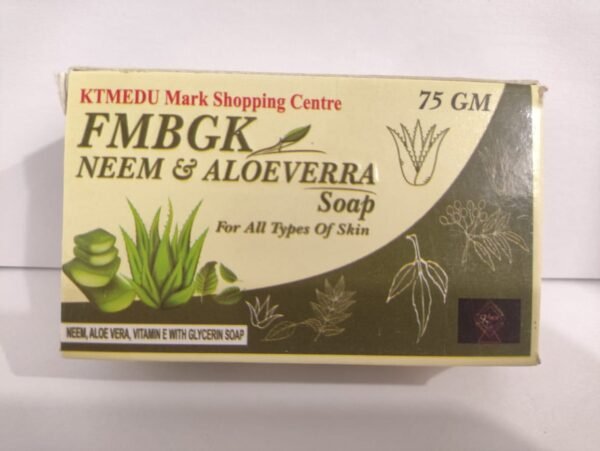 KTMEDU Mark Shopping Centre
75 GM
FMBGK
NEEM & ALOEVERRA
Soap
For All Types Of Skin
NEEM, ALOE VERA, VITAMIN E WITH GLYCERIN SOAP